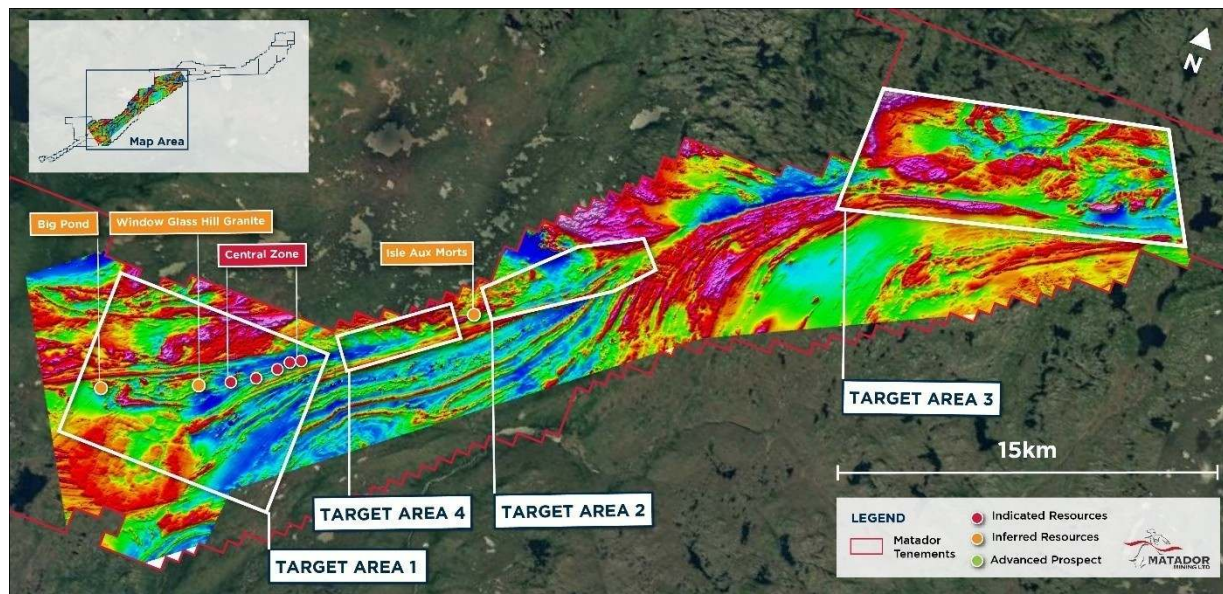 Map Area
N
Big Pond
Window Glass Hill Granite
Central Zone
Isle Aux Morts
TARGET AREA 3
15km
TARGET AREA 4
TARGET AREA 2
TARGET AREA 1
LEGEND
Matador
Tenements
Indicated Resources
Inferred Resources
Advanced Prospect
MATADOR
MINING LTD